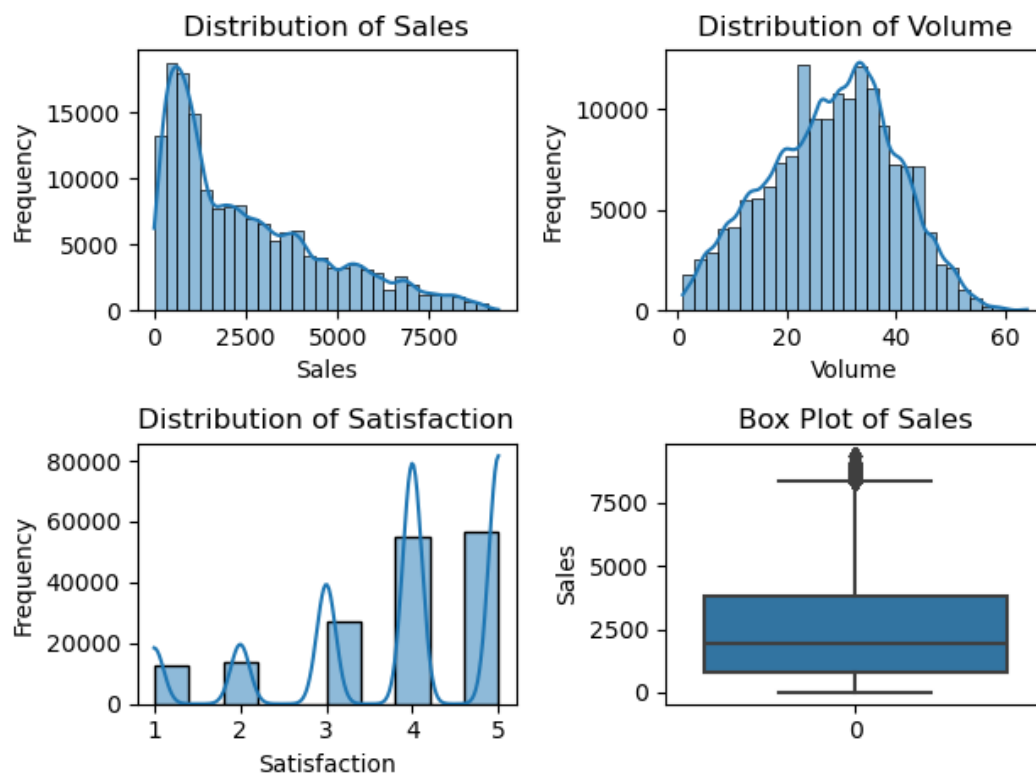 Distribution of Sales
Frequency
15000
10000
5000
0
0 2500 5000 7500
Sales
Distribution of Volume
Frequency
10000
5000
0
0 20 40 60
Volume
Distribution of Satisfaction
Frequency
80000
60000
40000
20000
0
1 2 3 4 5
Satisfaction
Box Plot of Sales
Sales
7500
5000
2500
0
0